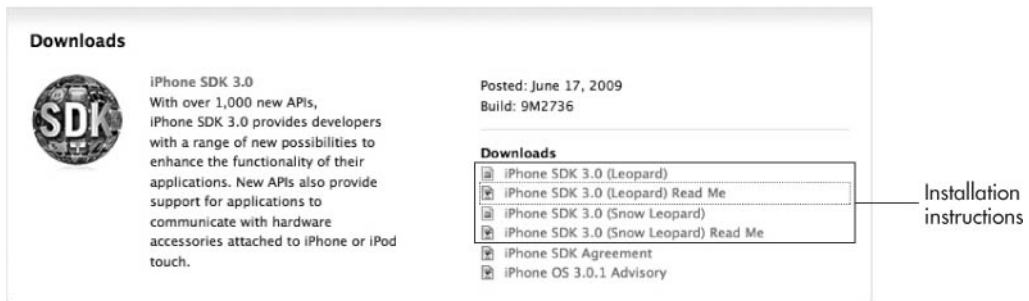 Downloads
SDK
iPhone SDK 3.0
With over 1,000 new APIs,
iPhone SDK 3.0 provides developers
with a range of new possibilities to
enhance the functionality of their
applications. New APIs also provide
support for applications to
communicate with hardware
accessories attached to iPhone or iPod
touch.
Posted: June 17, 2009
Build: 9M2736
Downloads
iPhone SDK 3.0 (Leopard)
iPhone SDK 3.0 (Leopard) Read Me
iPhone SDK 3.0 (Snow Leopard)
iPhone SDK 3.0 (Snow Leopard) Read Me
iPhone SDK Agreement
iPhone OS 3.0.1 Advisory
Installation
instructions